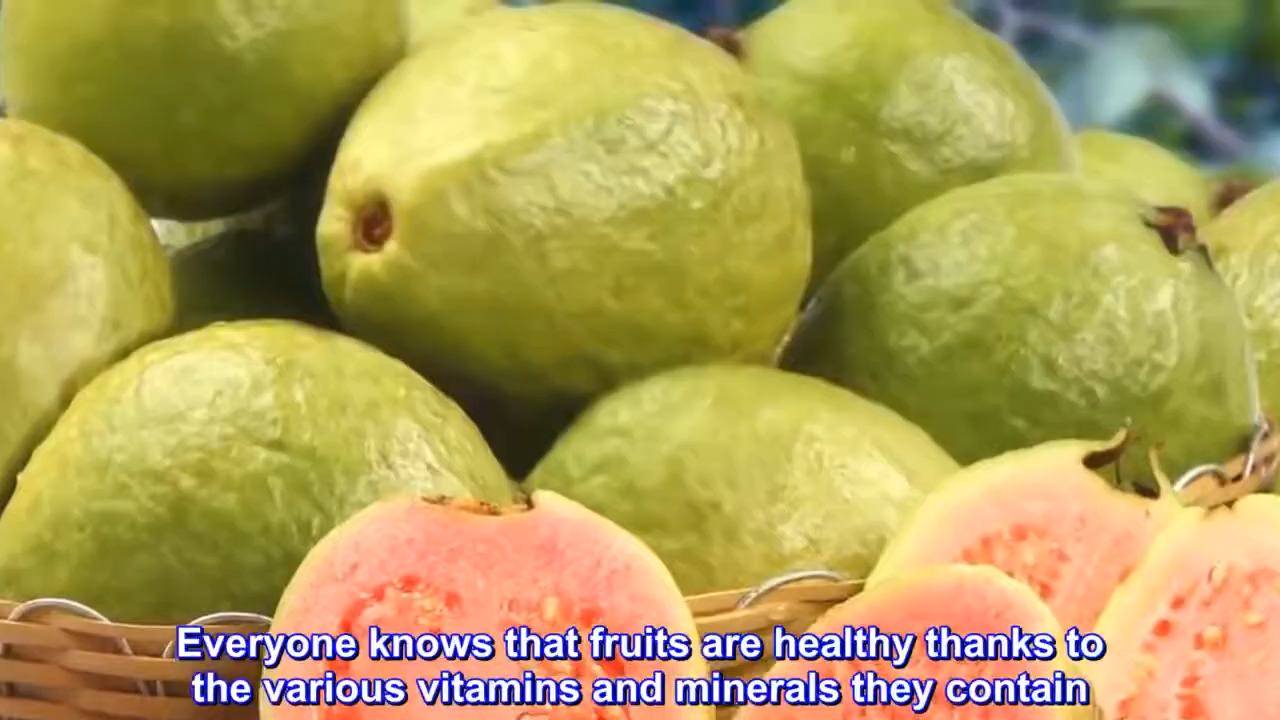 Everyone knows that fruits are healthy thanks to
the various vitamins and minerals they contain